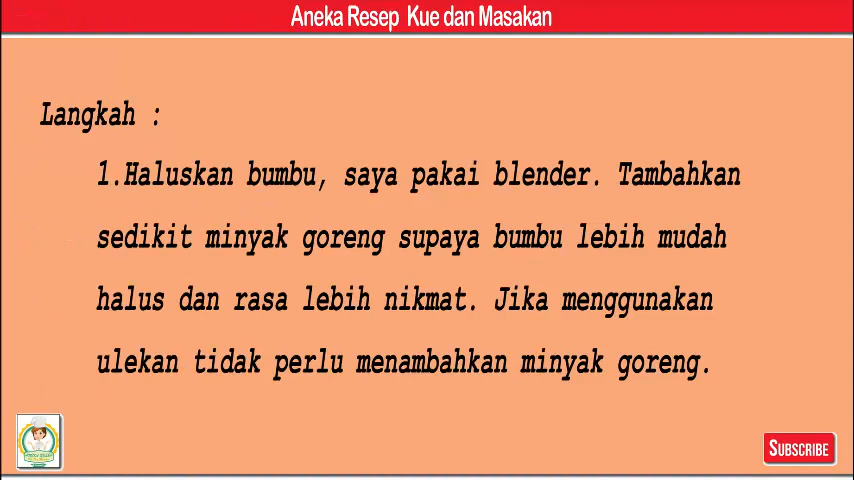 Aneka Resep Kue dan Masakan
Langkah :
1.Haluskan bumbu, saya pakai blender. Tambahkan
sedikit minyak goreng supaya bumbu lebih mudah
halus dan rasa lebih nikmat. Jika menggunakan
ulekan tidak perlu menambahkan minyak goreng.
SUBSCRIBE